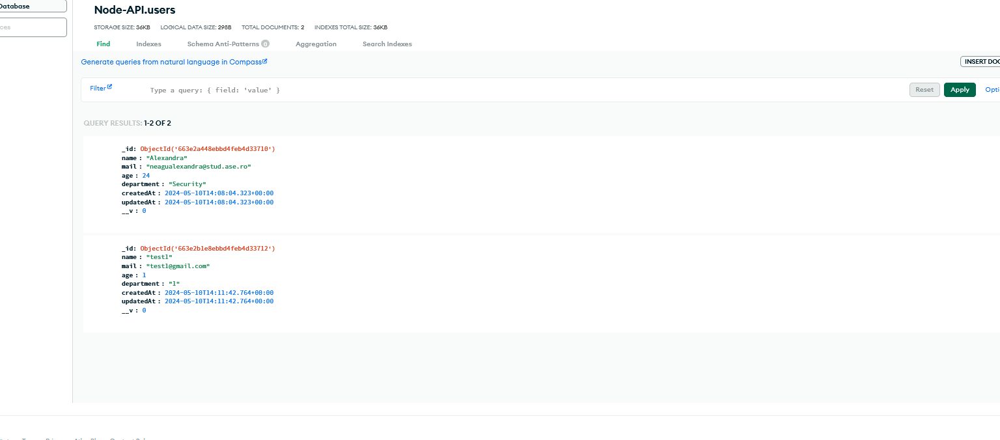 Database
Node-API.users
STORAGE SIZE: 36KB LOGICAL DATA SIZE: 298B TOTAL DOCUMENTS: 2 INDEXES TOTAL SIZE: 36KB
Find Indexes Schema Anti-Patterns 0 Aggregation Search Indexes
Generate queries from natural language in Compass
INSERT DOC
Filter Type a query: { field: 'value' } Reset Apply Opti
QUERY RESULTS: 1-2 OF 2
_id: ObjectId('663e2a448ebbd4feb4d33710')
name : "Alexandra"
mail : "neagualexandra@stud.ase.ro"
age : 24
department : "Security"
createdAt : 2024-05-10T14:08:04.323+00:00
updatedAt : 2024-05-10T14:08:04.323+00:00
__v : 0
_id: ObjectId('663e2b1e8ebbd4feb4d33712')
name : "test1"
mail : "test1@gmail.com"
age : 1
department : "1"
createdAt : 2024-05-10T14:11:42.764+00:00
updatedAt : 2024-05-10T14:11:42.764+00:00
__v : 0